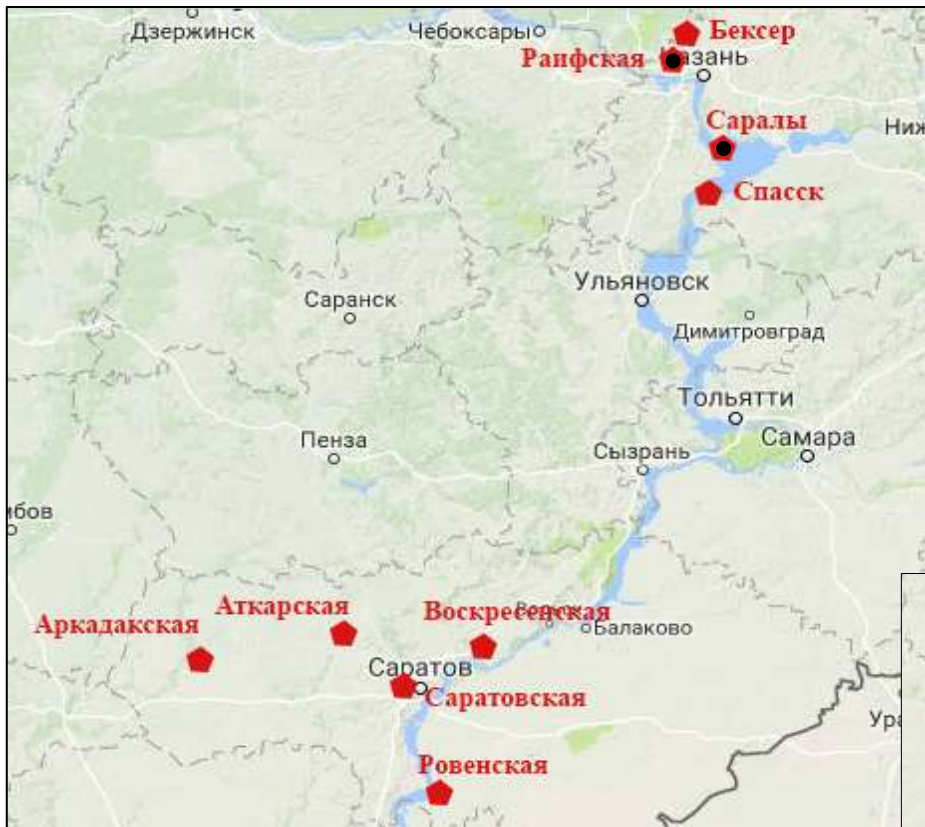 Дзержинск
Чебоксары
Бексер
Раифская
азань
Саралы
Ниж
Спасск
Ульяновск
Саранск
Димитровград
Тольятти
Пенза
Сызрань
Самара
мбов
Аткарская
Воскресенская
Аркадакская
Балаково
Саратов
Саратовская
Ура
Ровенская